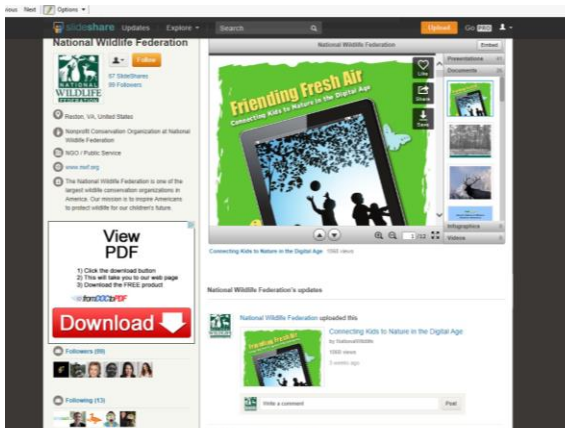 Next Options
slideshare Updates Explore Search Upload Go PRO
National Wildlife Federation
Follow
67 SlideShares
89 Followers
Reston, VA, United States
Nonprofit Conservation Organization at National
Wildlife Federation
NGO / Public Service
www.nwf.org
The National Wildlife Federation is one of the
largest wildlife conservation organizations in
America. Our mission is to inspire Americans
to protect wildlife for our children's future.
View
PDF
1) Click the download button
2) This will take you to our web page
3) Download the FREE product
fromDOCtoPDF
Download
Followers (89)
Following (13)
NATIONAL
WILDLIFE
FEDERATION
National Wildlife Federation
Embed
Friending Fresh Air
Connecting Kids to Nature in the Digital Age
Like
Share
Save
Presentations
Documents
Infographics
Videos
1 /12
Connecting Kids to Nature in the Digital Age 1060 views
National Wildlife Federation's updates
National Wildlife Federation uploaded this
Friending Fresh Air
Connecting Kids to Nature in the Digital Age
by NationalWildlife
1060 views
3 weeks ago
Write a comment
Post